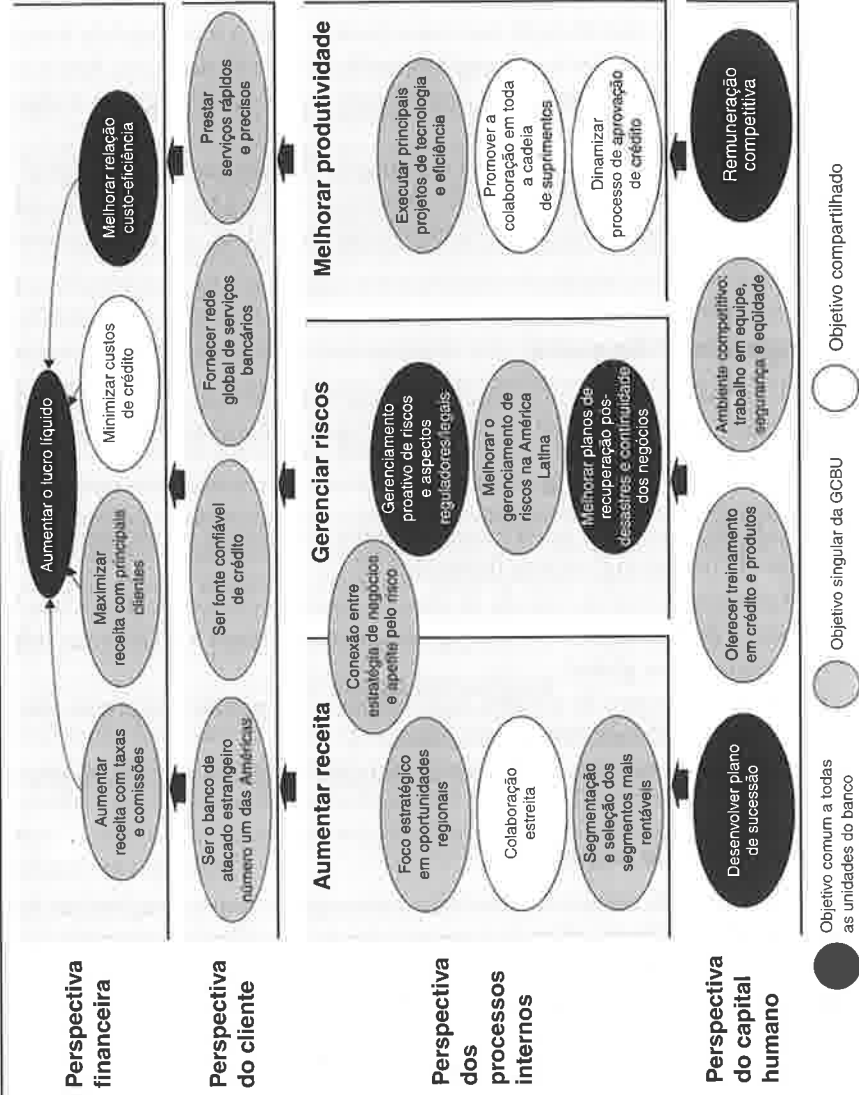 Perspectiva
financeira
Aumentar o lucro líquido
Aumentar
receita com taxas
e comissões
Maximizar
receita com principais
clientes
Minimizar custos
de crédito
Melhorar relação
custo-eficiência
Perspectiva
do cliente
Ser o banco de
atacado estrangeiro
número um das Américas
Ser fonte confiável
de crédito
Fornecer rede
global de serviços
bancários
Prestar
serviços rápidos
e precisos
Perspectiva
dos
processos
internos
Aumentar receita
Foco estratégico
em oportunidades
regionais
Colaboração
estreita
Segmentação
e seleção dos
segmentos mais
rentáveis
Conexão entre
estratégia de negócios
e apetite pelo risco
Gerenciar riscos
Gerenciamento
proativo de riscos
e aspectos
reguladores/legais
Melhorar o
gerenciamento de
riscos na América
Latina
Melhorar planos de
recuperação pós-
desastres e continuidade
dos negócios
Melhorar produtividade
Executar principais
projetos de tecnologia
e eficiência
Promover a
colaboração em toda
a cadeia
de suprimentos
Dinamizar
processo de aprovação
de crédito
Perspectiva
do capital
humano
Desenvolver plano
de sucessão
Oferecer treinamento
em crédito e produtos
Ambiente competitivo:
trabalho em equipe,
segurança e eqüidade
Remuneração
competitiva
Objetivo comum a todas
as unidades do banco
Objetivo singular da GCBU
Objetivo compartilhado